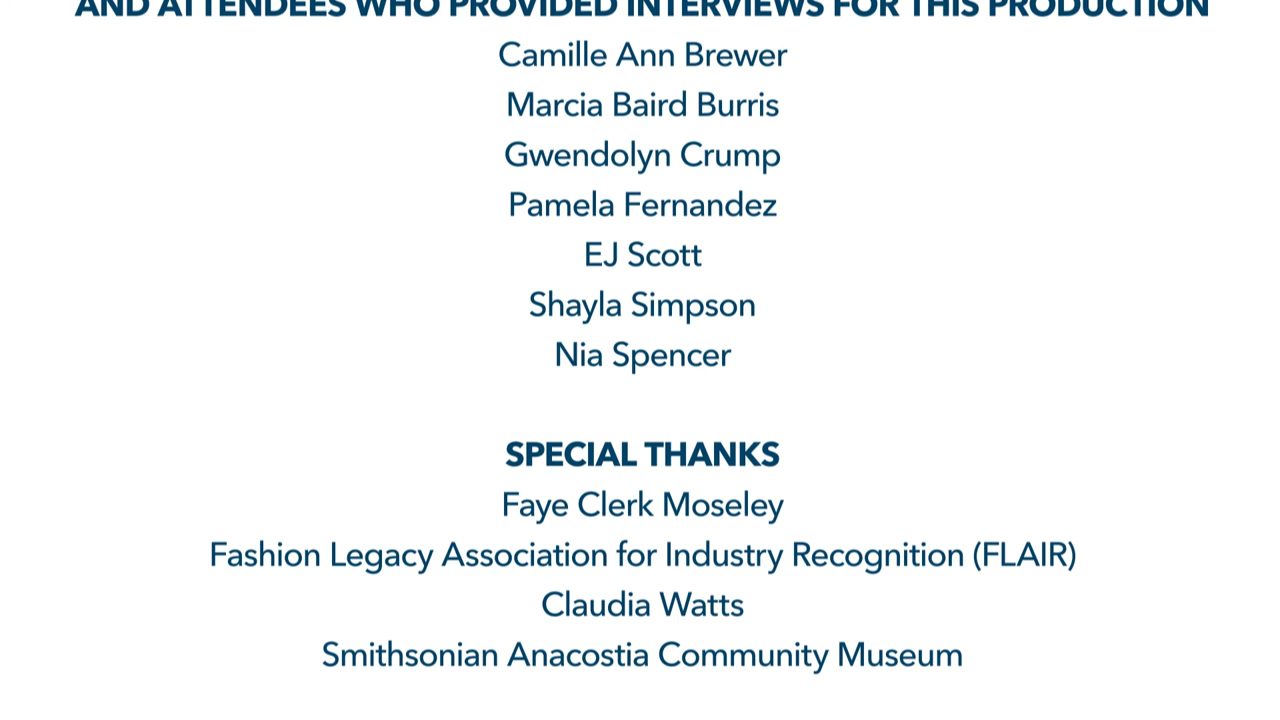 AND ATTENDEES WHO PROVIDED INTERVIEWS FOR THIS PRODUCTION
Camille Ann Brewer
Marcia Baird Burris
Gwendolyn Crump
Pamela Fernandez
EJ Scott
Shayla Simpson
Nia Spencer
SPECIAL THANKS
Faye Clerk Moseley
Fashion Legacy Association for Industry Recognition (FLAIR)
Claudia Watts
Smithsonian Anacostia Community Museum